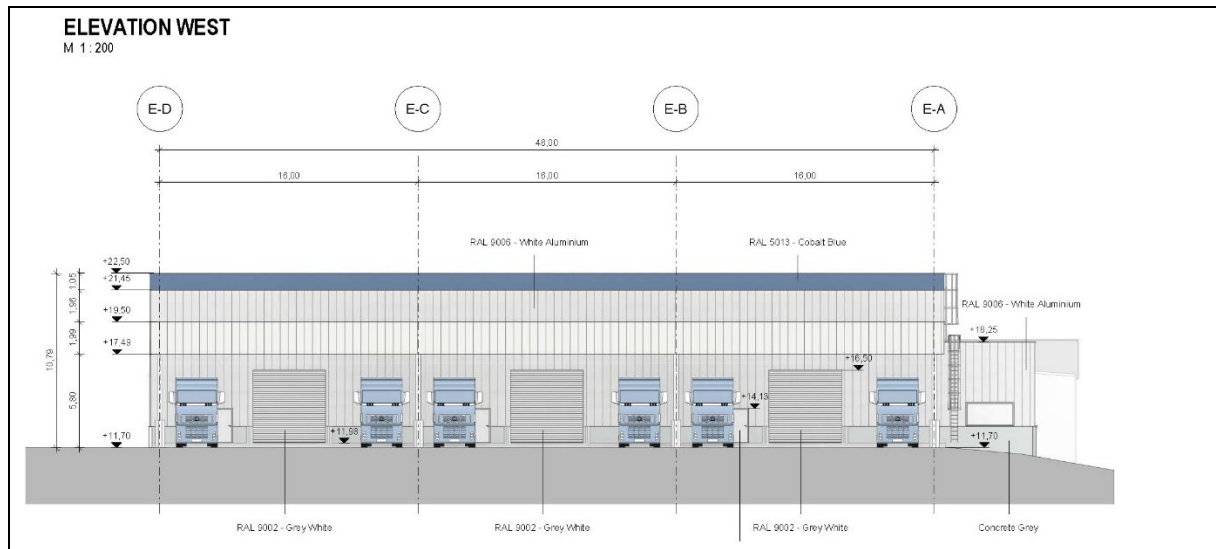 ELEVATION WEST
M 1 : 200
E-D
E-C
E-B
E-A
48,00
16,00
16,00
16,00
RAL 9006 - White Aluminium
RAL 5013 - Cobalt Blue
+22,50
+21,45
+19,50
+17,49
+11,70
1,05
1,96
1,99
5,80
10,79
RAL 9006 - White Aluminium
+18,25
+16,50
+14,13
+11,98
+11,70
RAL 9002 - Grey White
RAL 9002 - Grey White
RAL 9002 - Grey White
Concrete Grey